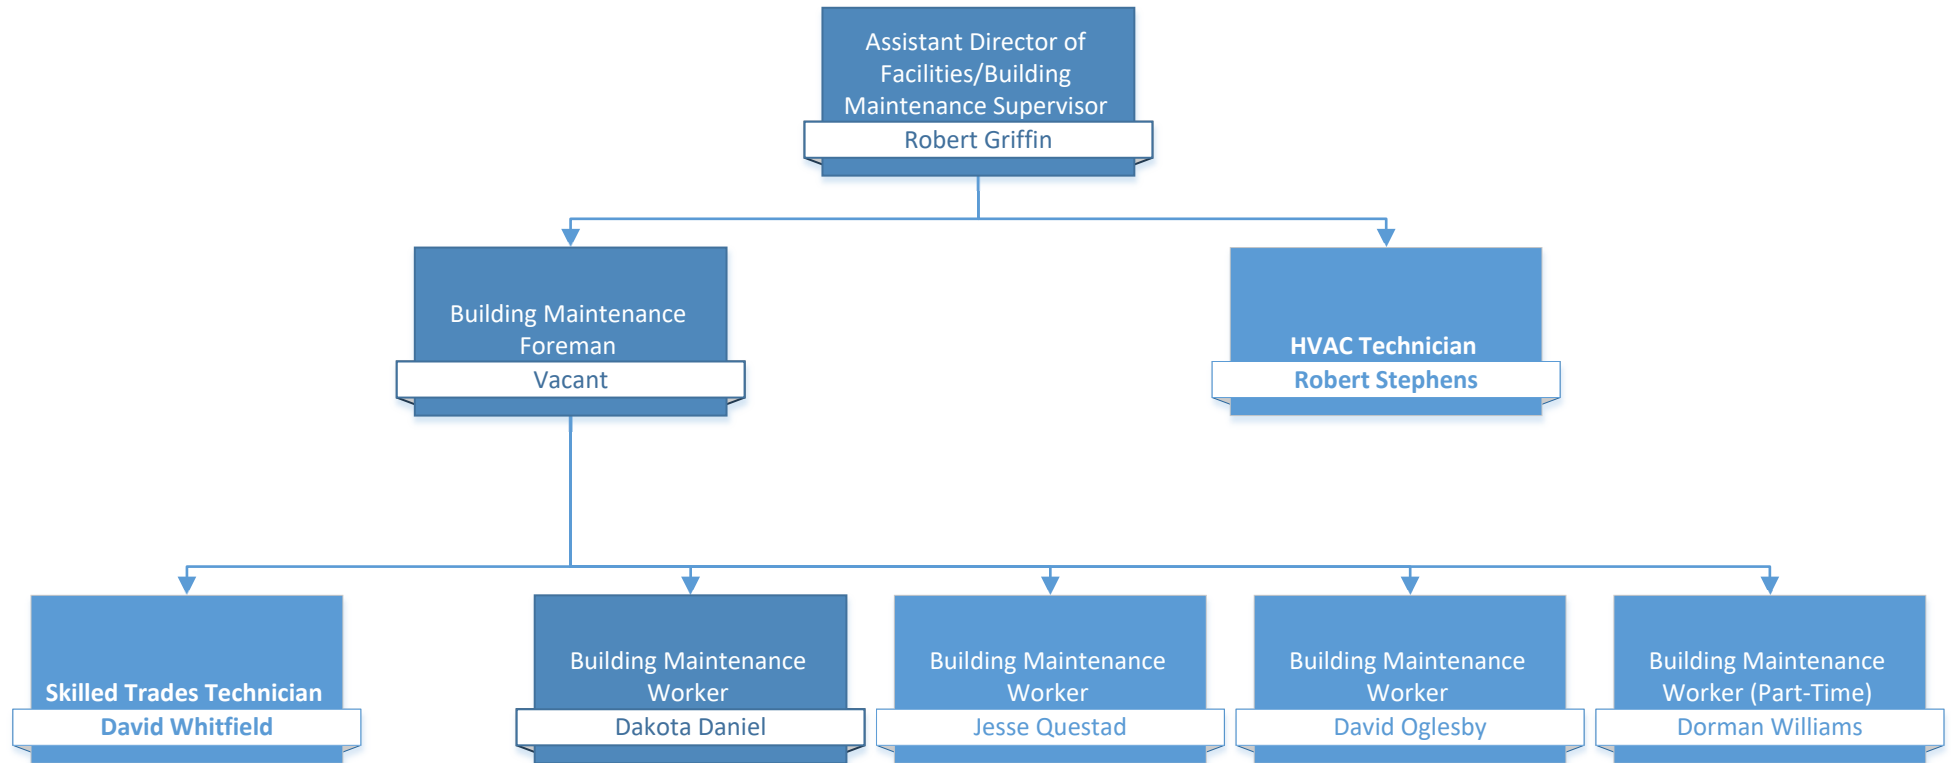 Assistant Director of
Facilities/Building
Maintenance Supervisor
Robert Griffin
Building Maintenance
Foreman
Vacant
HVAC Technician
Robert Stephens
Skilled Trades Technician
David Whitfield
Building Maintenance
Worker
Dakota Daniel
Building Maintenance
Worker
Jesse Questad
Building Maintenance
Worker
David Oglesby
Building Maintenance
Worker (Part-Time)
Dorman Williams